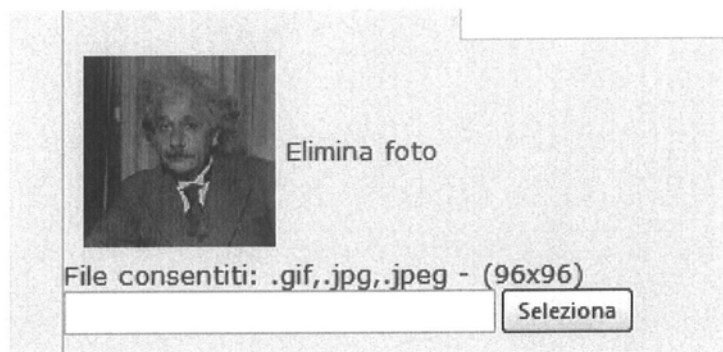 Elimina foto
File consentiti: .gif,.jpg,.jpeg - (96x96)
Seleziona